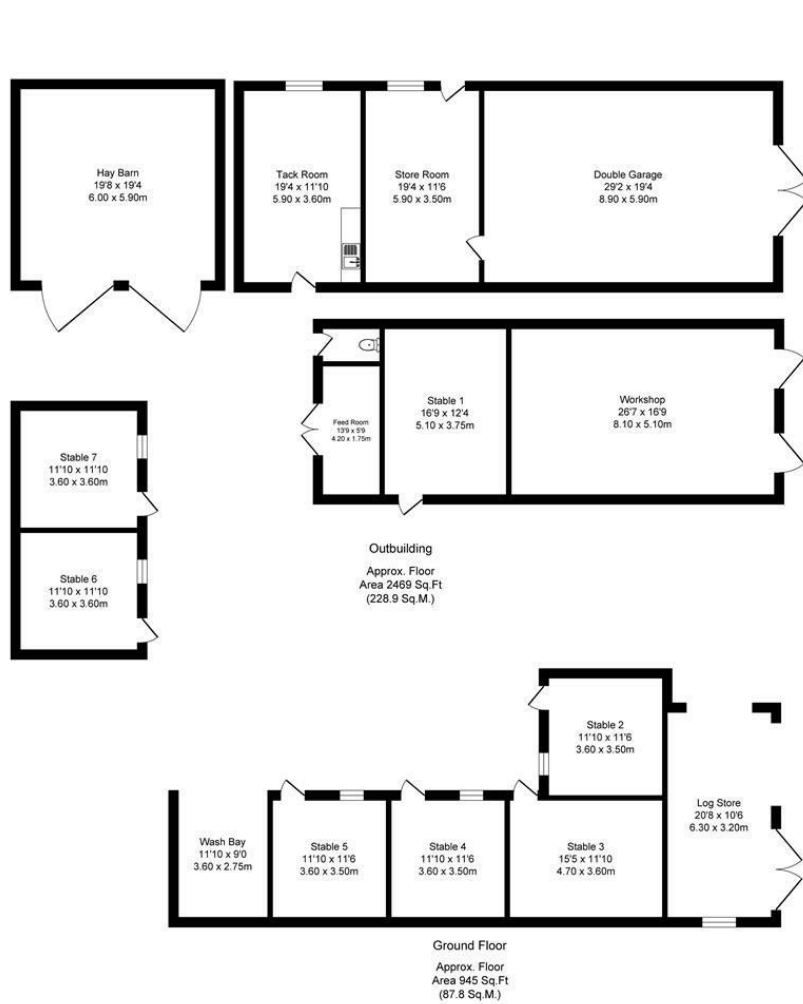 Hay Barn
19'8 x 19'4
6.00 x 5.90m
Tack Room
19'4 x 11'10
5.90 x 3.60m
Store Room
19'4 x 11'6
5.90 x 3.50m
Double Garage
29'2 x 19'4
8.90 x 5.90m
Feed Room
13'9 x 5'9
4.20 x 1.75m
Stable 1
16'9 x 12'4
5.10 x 3.75m
Workshop
26'7 x 16'9
8.10 x 5.10m
Stable 7
11'10 x 11'10
3.60 x 3.60m
Stable 6
11'10 x 11'10
3.60 x 3.60m
Outbuilding
Approx. Floor
Area 2469 Sq.Ft
(228.9 Sq.M.)
Stable 2
11'10 x 11'6
3.60 x 3.50m
Wash Bay
11'10 x 9'0
3.60 x 2.75m
Stable 5
11'10 x 11'6
3.60 x 3.50m
Stable 4
11'10 x 11'6
3.60 x 3.50m
Stable 3
15'5 x 11'10
4.70 x 3.60m
Log Store
20'8 x 10'6
6.30 x 3.20m
Ground Floor
Approx. Floor
Area 945 Sq.Ft
(87.8 Sq.M.)